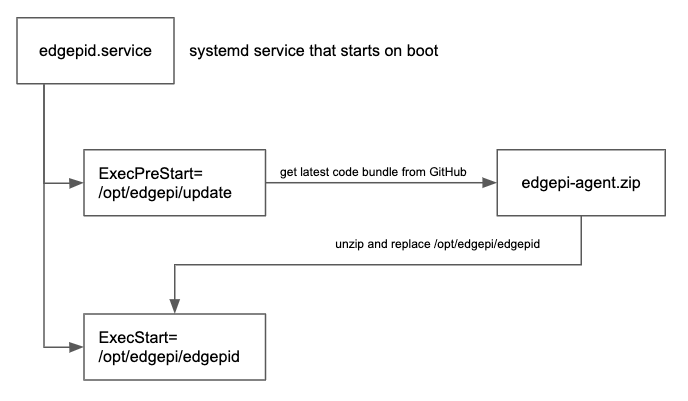 edgepid.service
systemd service that starts on boot
ExecPreStart=
/opt/edgepi/update
get latest code bundle from GitHub
edgepi-agent.zip
unzip and replace /opt/edgepi/edgepid
ExecStart=
/opt/edgepi/edgepid